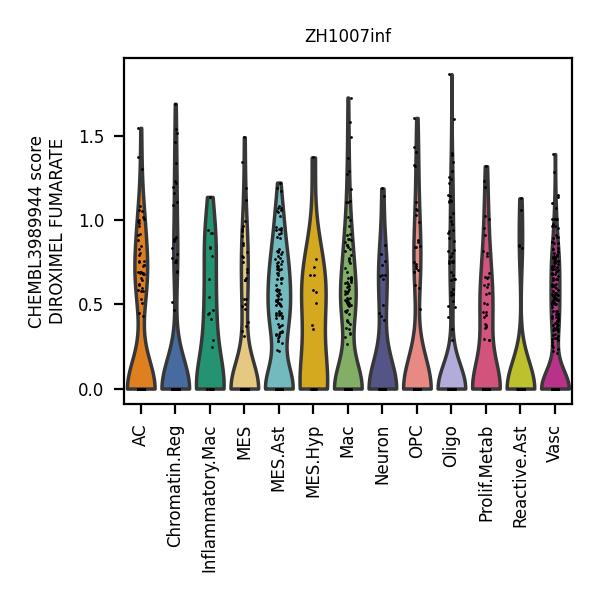 ZH1007inf
CHEMBL3989944 score
DIROXIMEL FUMARATE
1.5
1.0
0.5
0.0
AC
Chromatin.Reg
Inflammatory.Mac
MES
MES.Ast
MES.Hyp
Mac
Neuron
OPC
Oligo
Prolif.Metab
Reactive.Ast
Vasc